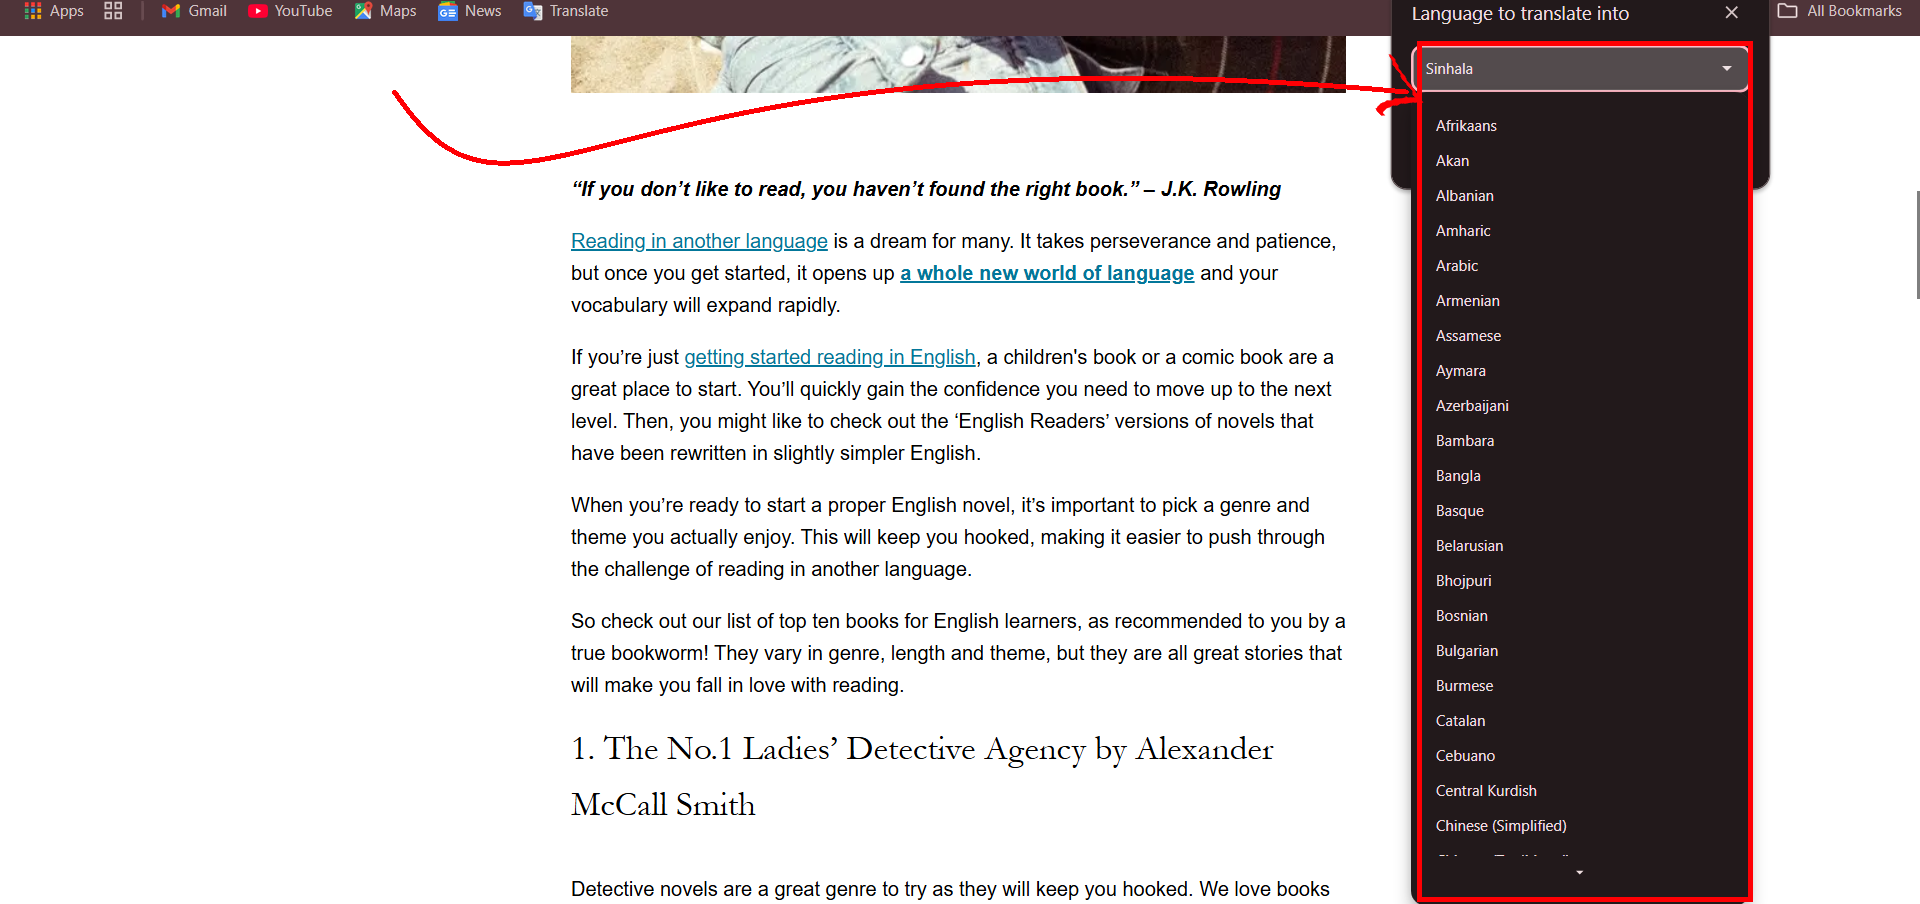 Apps
Gmail
YouTube
Maps
News
Translate
All Bookmarks
Language to translate into
Sinhala
Afrikaans
Akan
Albanian
Amharic
Arabic
Armenian
Assamese
Aymara
Azerbaijani
Bambara
Bangla
Basque
Belarusian
Bhojpuri
Bosnian
Bulgarian
Burmese
Catalan
Cebuano
Central Kurdish
Chinese (Simplified)
“If you don’t like to read, you haven’t found the right book.” – J.K. Rowling
Reading in another language is a dream for many. It takes perseverance and patience,
but once you get started, it opens up a whole new world of language and your
vocabulary will expand rapidly.
If you’re just getting started reading in English, a children's book or a comic book are a
great place to start. You’ll quickly gain the confidence you need to move up to the next
level. Then, you might like to check out the ‘English Readers’ versions of novels that
have been rewritten in slightly simpler English.
When you’re ready to start a proper English novel, it’s important to pick a genre and
theme you actually enjoy. This will keep you hooked, making it easier to push through
the challenge of reading in another language.
So check out our list of top ten books for English learners, as recommended to you by a
true bookworm! They vary in genre, length and theme, but they are all great stories that
will make you fall in love with reading.
1. The No.1 Ladies’ Detective Agency by Alexander
McCall Smith
Detective novels are a great genre to try as they will keep you hooked. We love books